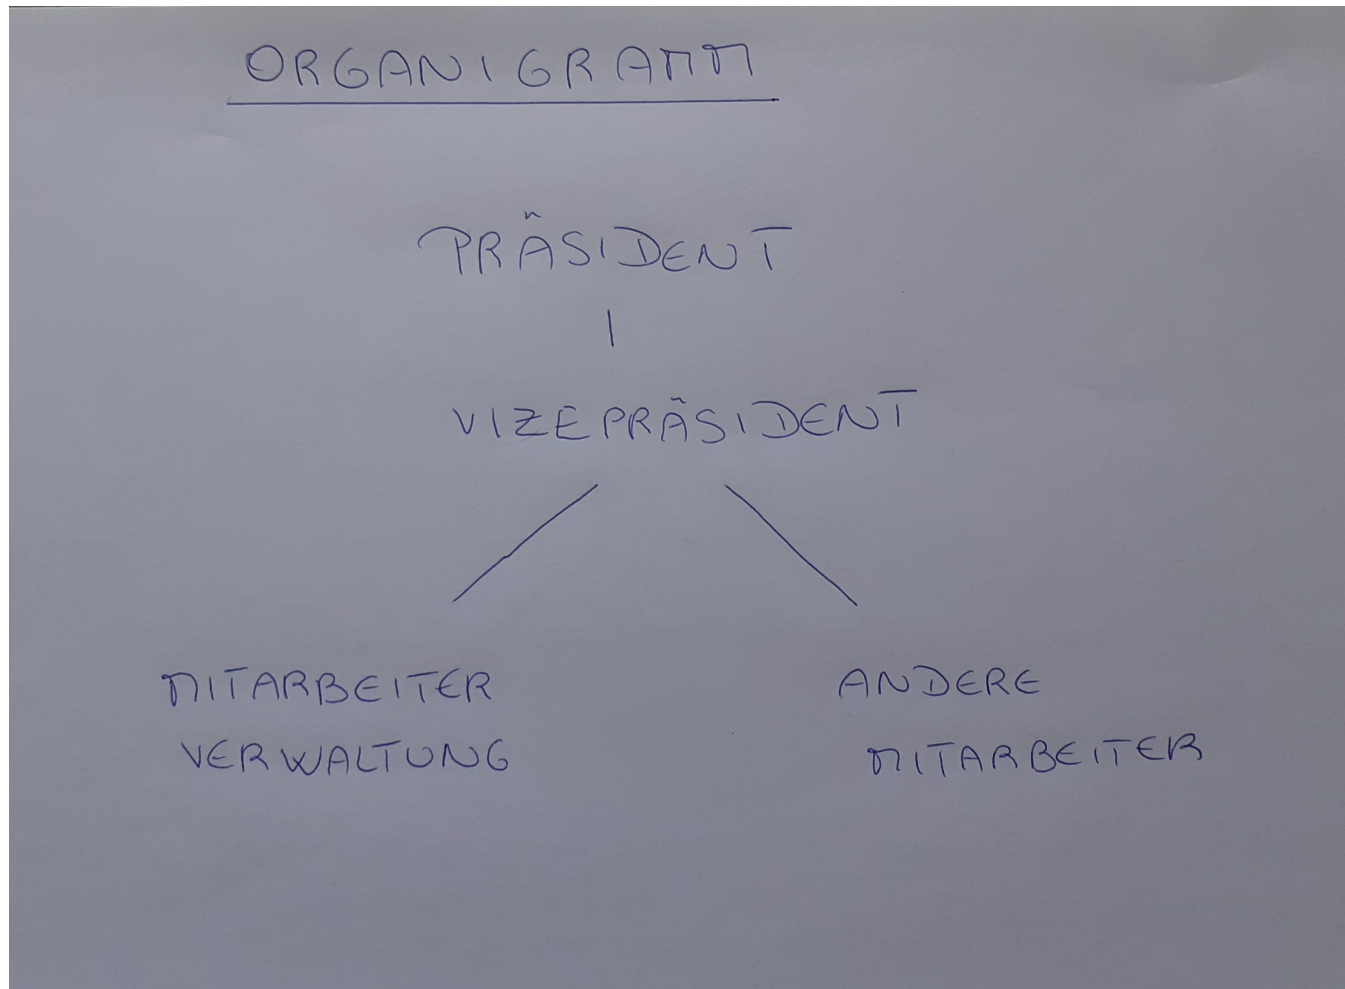 ORGANIGRAMM
PRÄSIDENT
VIZEPRÄSIDENT
MITARBEITER
VERWALTUNG
ANDERE
MITARBEITER